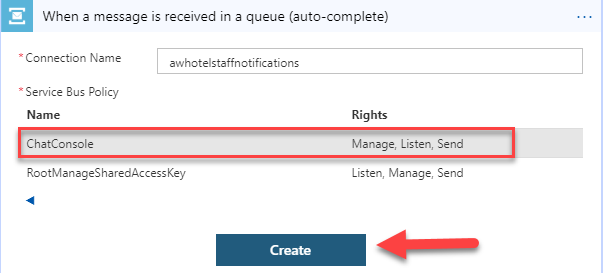 When a message is received in a queue (auto-complete)
...
*Connection Name awhotelstaffnotifications
*Service Bus Policy
Name Rights
ChatConsole Manage, Listen, Send
RootManageSharedAccessKey Listen, Manage, Send
Create